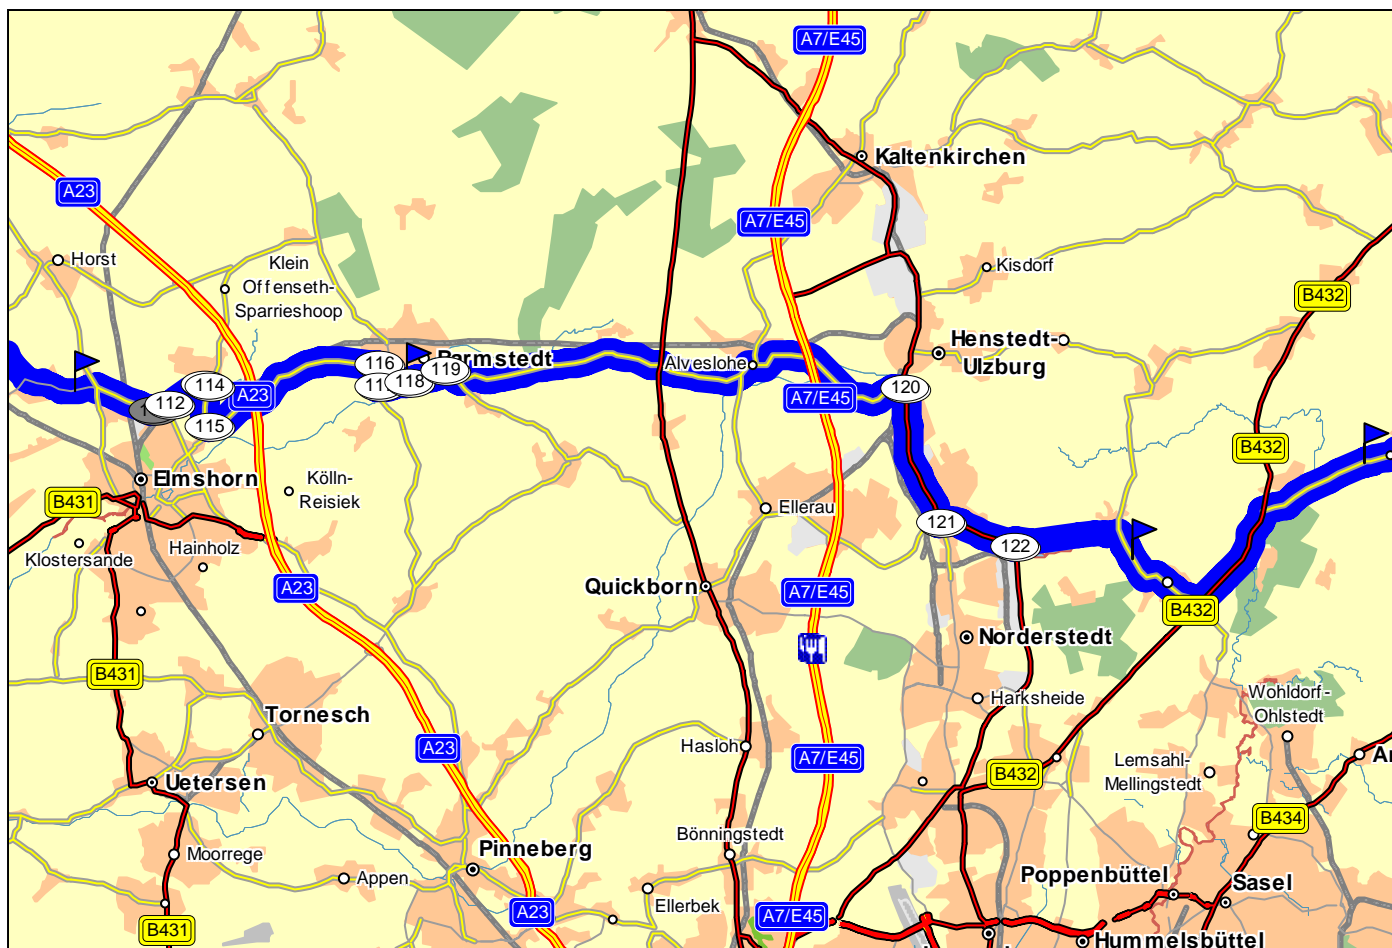 A7/E45
Kaltenkirchen
A23
A7/E45
Horst
Klein
Offenseth-
Sparrieshoop
Kisdorf
B432
Henstedt-
Ulzburg
116
119
118
Alveslohe
114
112
A23
115
A7/E45
120
B432
Elmshorn
Kölln-
Reisiek
B431
Ellerau
121
122
Hainholz
Klostersande
A23
Quickborn
A7/E45
B432
Norderstedt
B431
Harksheide
Wohldorf-
Ohlstedt
Tornesch
A23
Hasloh
A7/E45
B432
Lemsahl-
Mellingstedt
Uetersen
B434
Bönningstedt
Moorrege
Pinneberg
Appen
Poppenbüttel
Sasel
Ellerbek
A23
A7/E45
B431
Hummelsbüttel